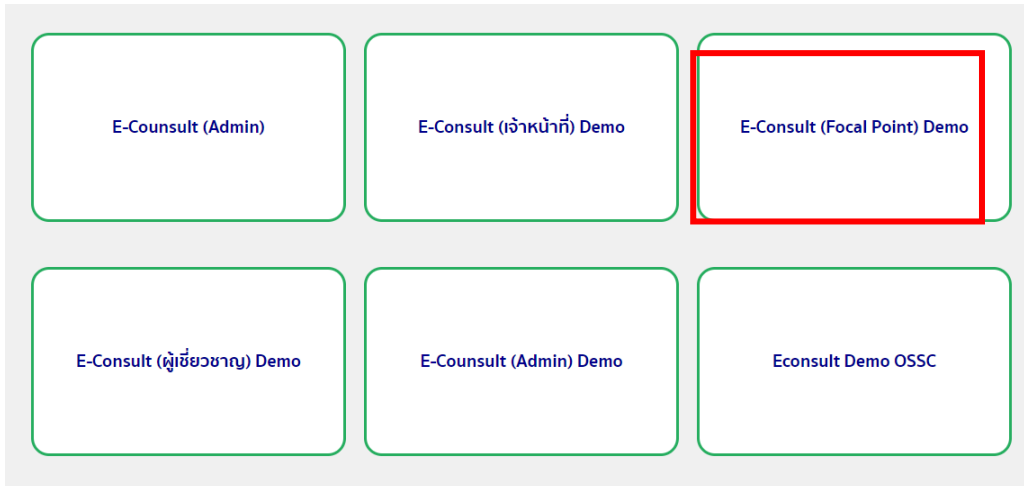 E-Counsult (Admin)
E-Consult (เจ้าหน้าที่) Demo
E-Consult (Focal Point) Demo
E-Consult (ผู้เชี่ยวชาญ) Demo
E-Counsult (Admin) Demo
Econsult Demo OSSC